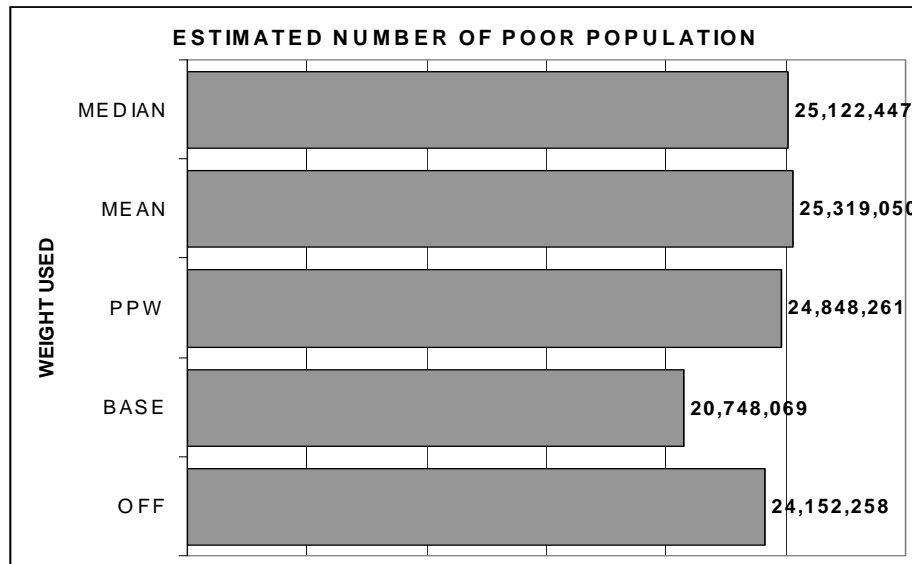 ESTIMATED NUMBER OF POOR POPULATION
WEIGHT USED
MEDIAN 25,122,447
MEAN 25,319,050
PPW 24,848,261
BASE 20,748,069
OFF 24,152,258